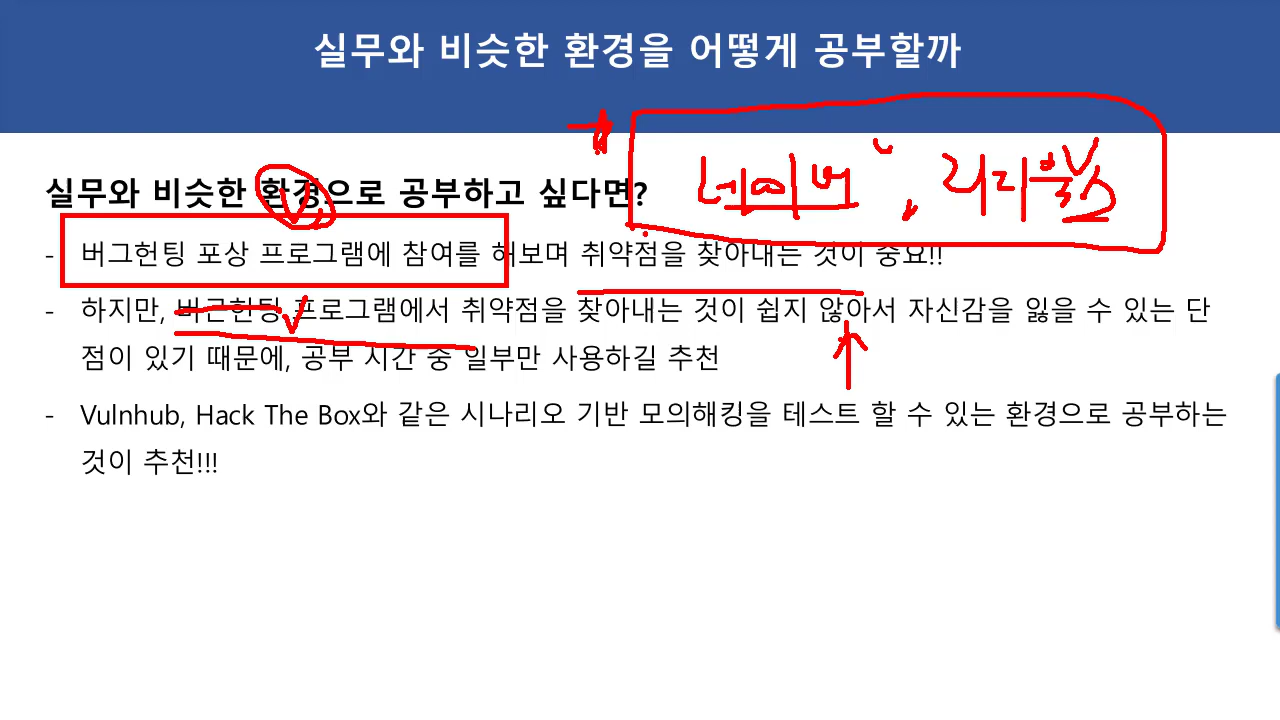 실무와 비슷한 환경을 어떻게 공부할까
네이버, 리디북스
실무와 비슷한 환경으로 공부하고 싶다면?
- 버그헌팅 포상 프로그램에 참여를 해보며 취약점을 찾아내는 것이 중요!!
- 하지만, 버그헌팅 프로그램에서 취약점을 찾아내는 것이 쉽지 않아서 자신감을 잃을 수 있는 단
점이 있기 때문에, 공부 시간 중 일부만 사용하길 추천
- Vulnhub, Hack The Box와 같은 시나리오 기반 모의해킹을 테스트 할 수 있는 환경으로 공부하는
것이 추천!!!